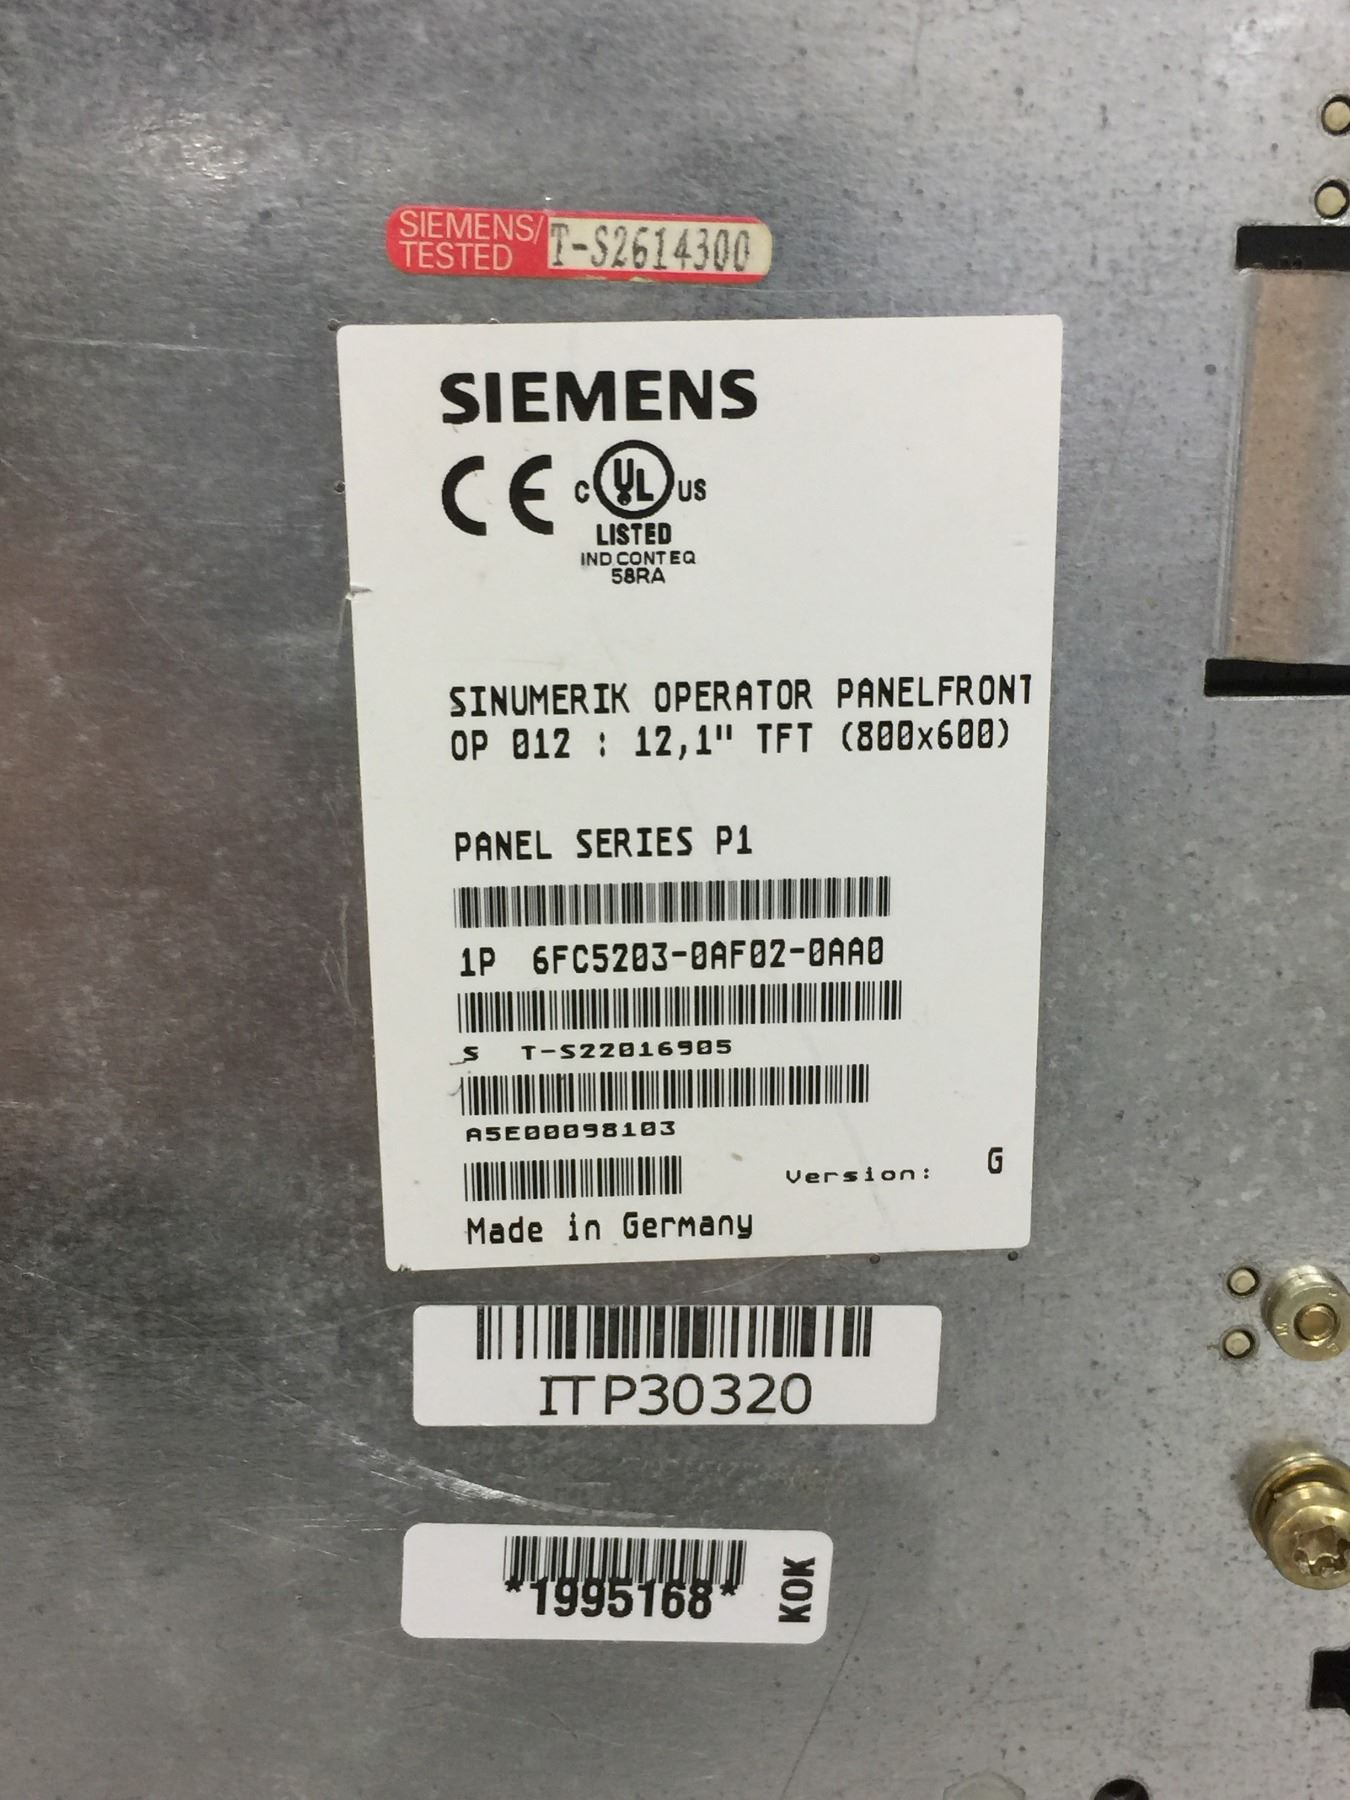 SIEMENS/
TESTED
T-S2614300
SIEMENS
CE
C UL US
LISTED
IND CONT EQ
58RA
SINUMERIK OPERATOR PANELFRONT
OP 012 : 12,1" TFT (800x600)
PANEL SERIES P1
1P 6FC5203-0AF02-0AA0
S T-S22016905
A5E00098103
Version: G
Made in Germany
ITP30320
*1995168*
KOK